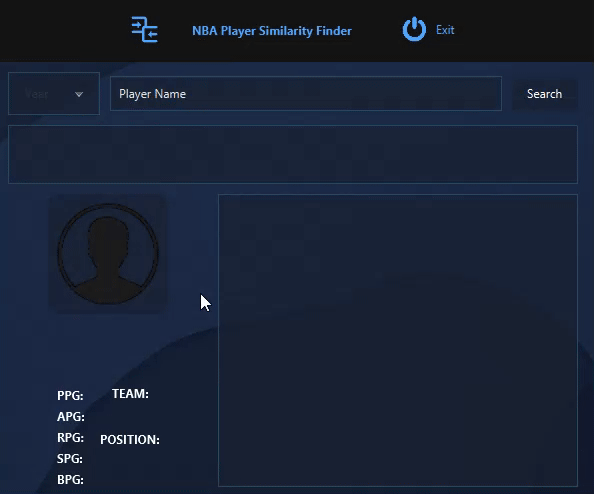 NBA Player Similarity Finder
Exit
Year
Player Name
Search
PPG:
TEAM:
APG:
RPG:
POSITION:
SPG:
BPG: